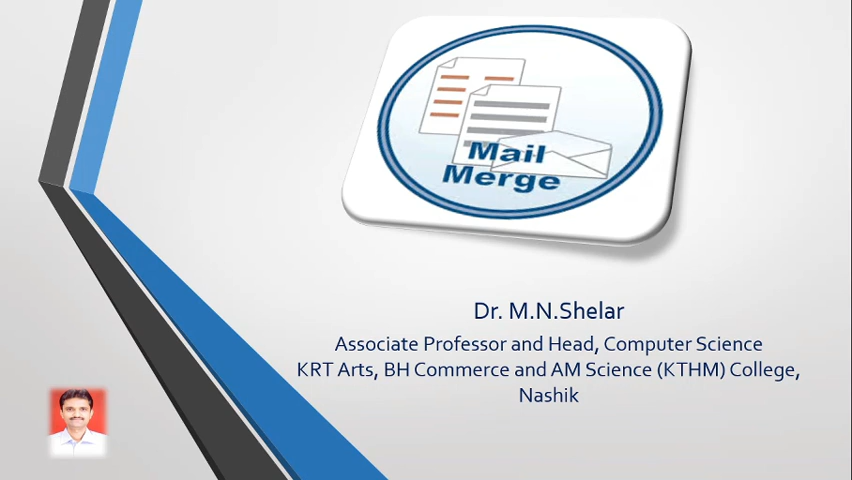 Mail
Merge
Dr. M.N.Shelar
Associate Professor and Head, Computer Science
KRT Arts, BH Commerce and AM Science (KTHM) College,
Nashik